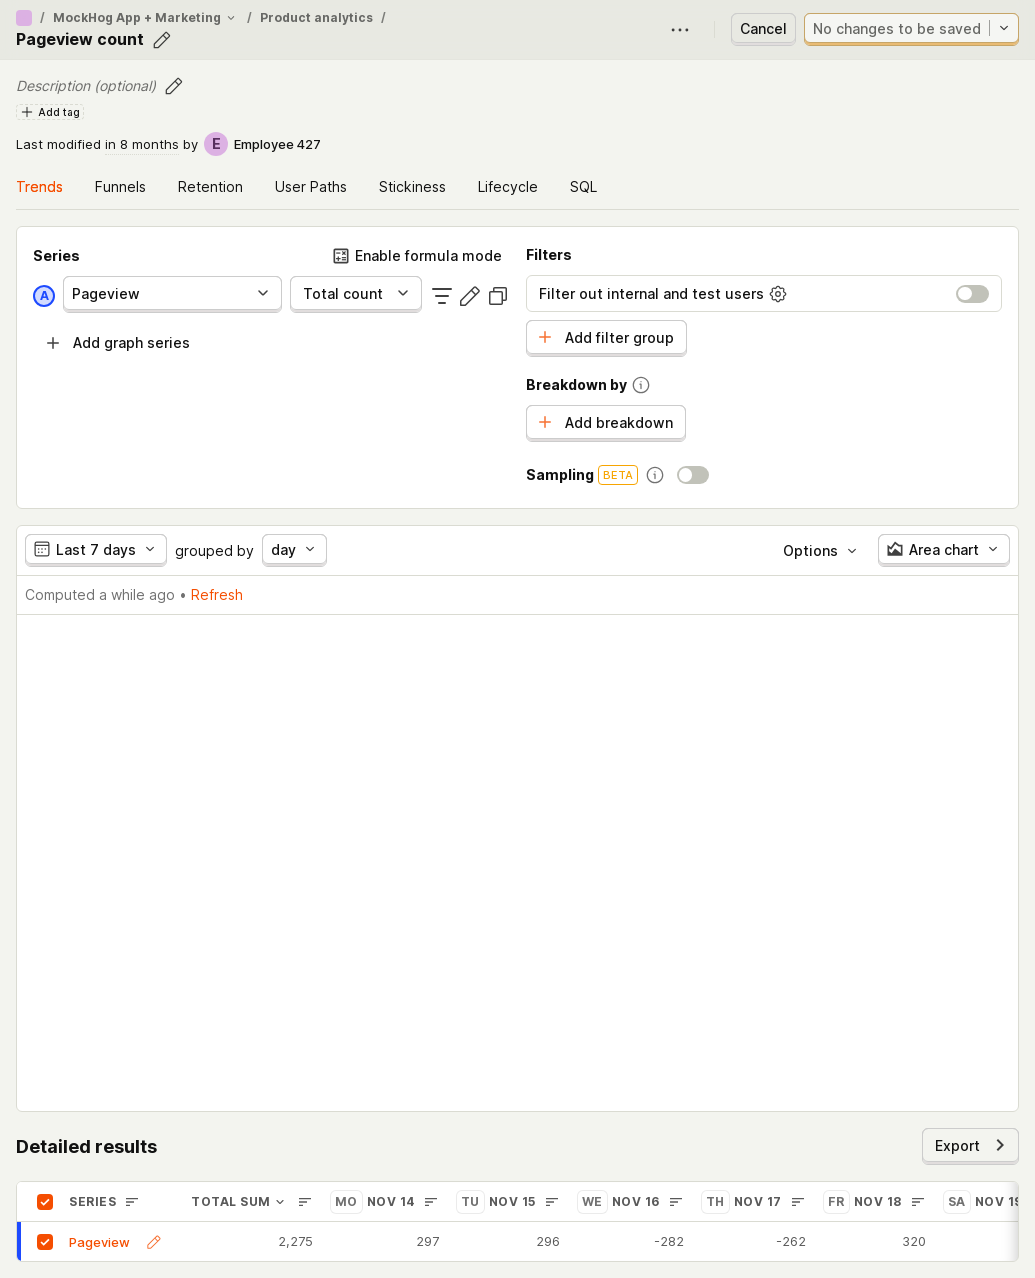 / MockHog App + Marketing / Product analytics /
Pageview count
Cancel
No changes to be saved
Description (optional)
Add tag
Last modified in 8 months by E Employee 427
Trends Funnels Retention User Paths Stickiness Lifecycle SQL
Series
Enable formula mode
A Pageview Total count
Add graph series
Filters
Filter out internal and test users
Add filter group
Breakdown by
Add breakdown
Sampling BETA
Last 7 days grouped by day Options Area chart
Computed a while ago • Refresh
Detailed results
Export
SERIES TOTAL SUM MO NOV 14 TU NOV 15 WE NOV 16 TH NOV 17 FR NOV 18 SA NOV 19
Pageview 2,275 297 296 -282 -262 320